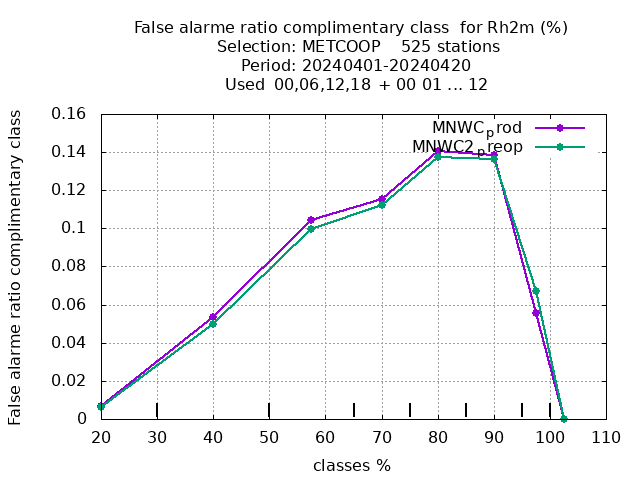 False alarme ratio complimentary class  for Rh2m (%)
Selection: METCOOP    525 stations
Period: 20240401-20240420
Used  00,06,12,18 + 00 01 ... 12
False alarme ratio complimentary class
0.16
0.14
0.12
0.1
0.08
0.06
0.04
0.02
0
MNWCprod
MNWC2preop
20 30 40 50 60 70 80 90 100 110
classes %